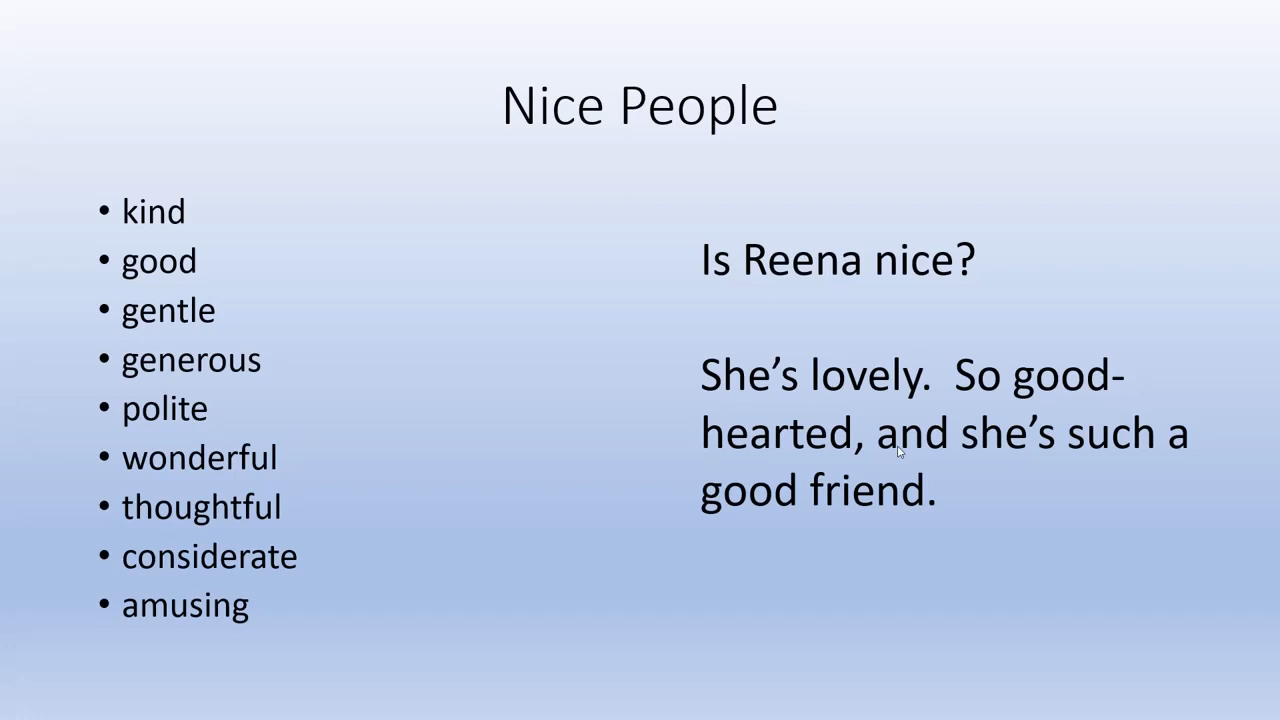 Nice People
• kind
• good
• gentle
• generous
• polite
• wonderful
• thoughtful
• considerate
• amusing
Is Reena nice?
She’s lovely.  So good-
hearted, and she’s such a
good friend.